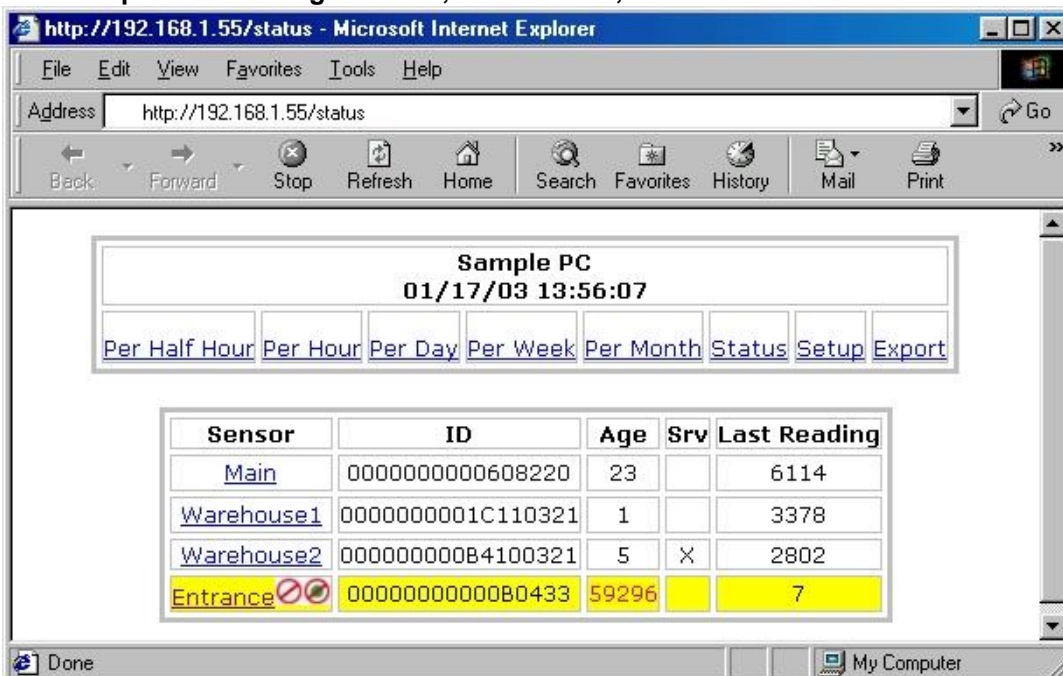 http://192.168.1.55/status - Microsoft Internet Explorer
File Edit View Favorites Tools Help
Address http://192.168.1.55/status Go
Back Forward Stop Refresh Home Search Favorites History Mail Print »
Sample PC
01/17/03 13:56:07
Per Half Hour Per Hour Per Day Per Week Per Month Status Setup Export
Sensor ID Age Srv Last Reading
Main 0000000000608220 23 6114
Warehouse1 0000000001C110321 1 3378
Warehouse2 000000000B4100321 5 X 2802
Entrance 00000000000B0433 59296 7
Done My Computer